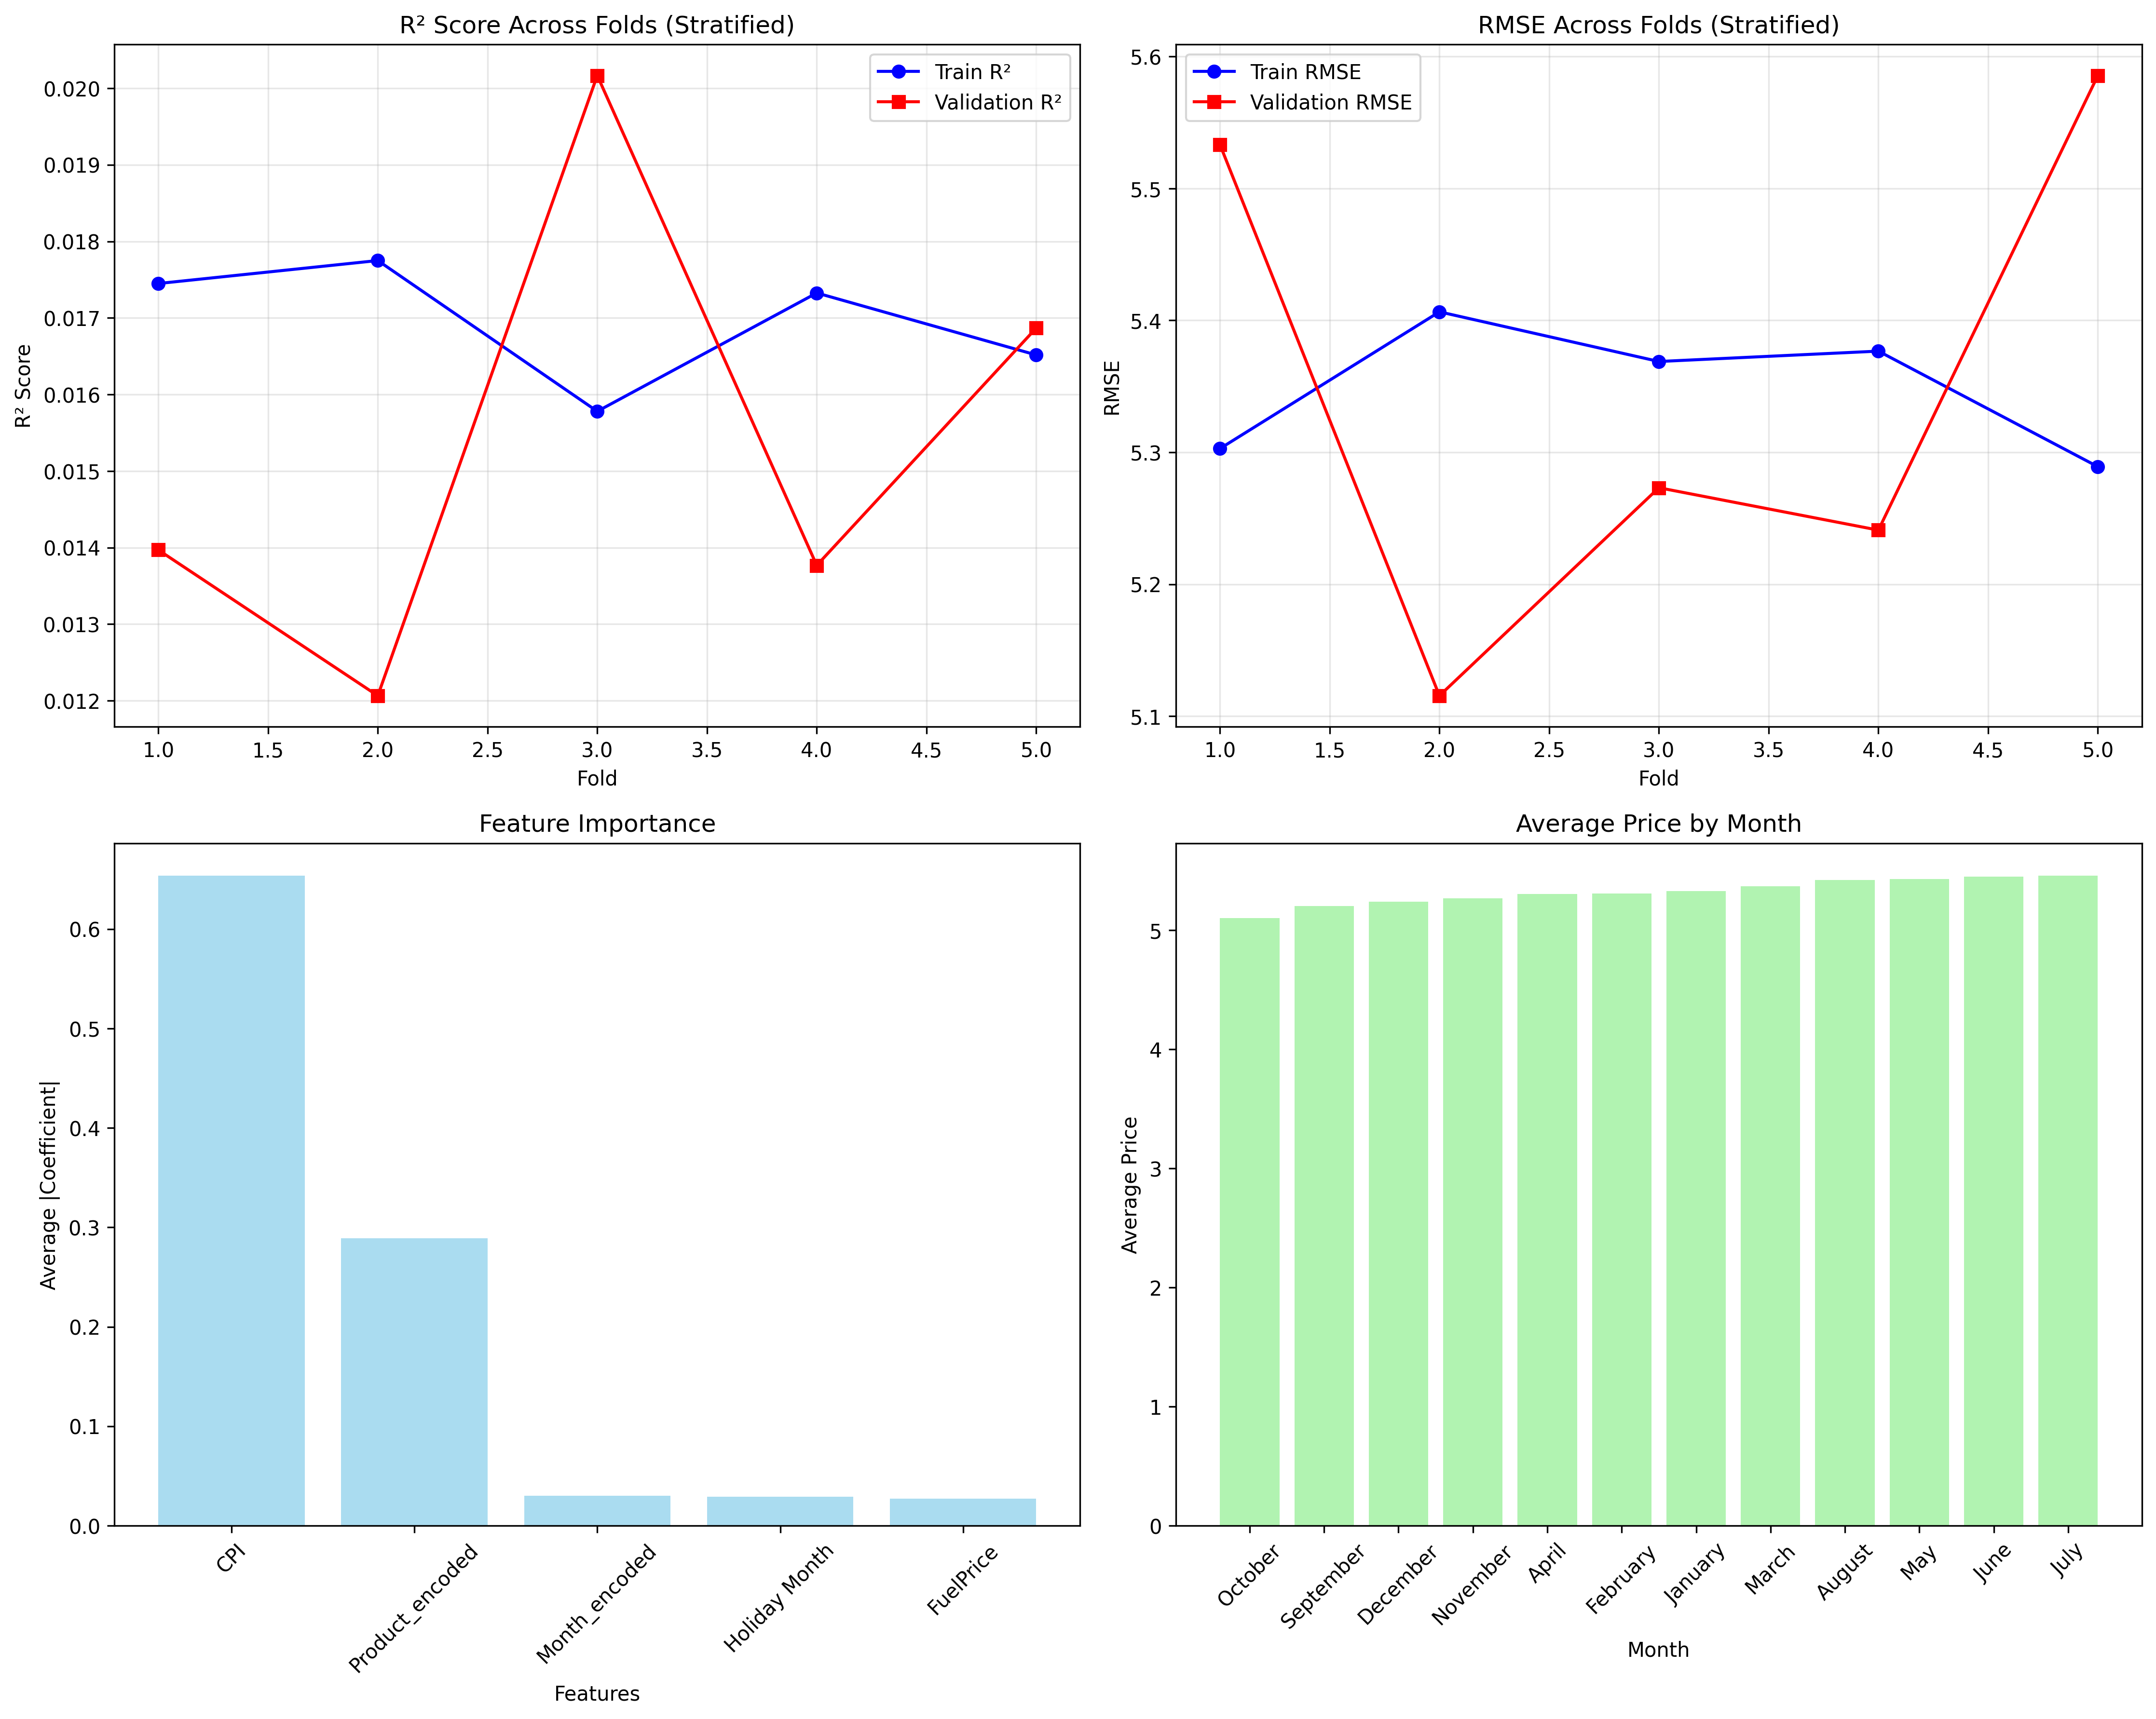 R² Score Across Folds (Stratified)
Train R²
Validation R²
0.020
0.019
0.018
0.017
0.016
0.015
0.014
0.013
0.012
R² Score
1.0 1.5 2.0 2.5 3.0 3.5 4.0 4.5 5.0
Fold
RMSE Across Folds (Stratified)
Train RMSE
Validation RMSE
5.6
5.5
5.4
5.3
5.2
5.1
RMSE
1.0 1.5 2.0 2.5 3.0 3.5 4.0 4.5 5.0
Fold
Feature Importance
0.6
0.5
0.4
0.3
0.2
0.1
0.0
Average |Coefficient|
CPI
Product_encoded
Month_encoded
Holiday Month
FuelPrice
Features
Average Price by Month
5
4
3
2
1
0
Average Price
October
September
December
November
April
February
January
March
August
May
June
July
Month